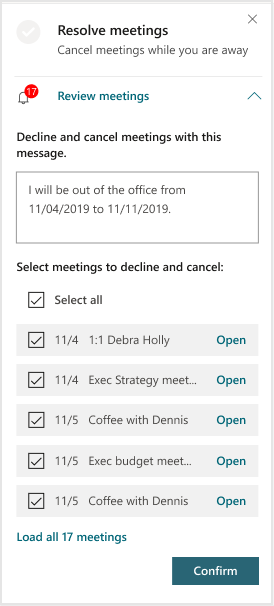 Resolve meetings
Cancel meetings while you are away
17
Review meetings
Decline and cancel meetings with this
message.
I will be out of the office from
11/04/2019 to 11/11/2019.
Select meetings to decline and cancel:
Select all
11/4 1:1 Debra Holly Open
11/4 Exec Strategy meet... Open
11/5 Coffee with Dennis Open
11/5 Exec budget meet... Open
11/5 Coffee with Dennis Open
Load all 17 meetings
Confirm